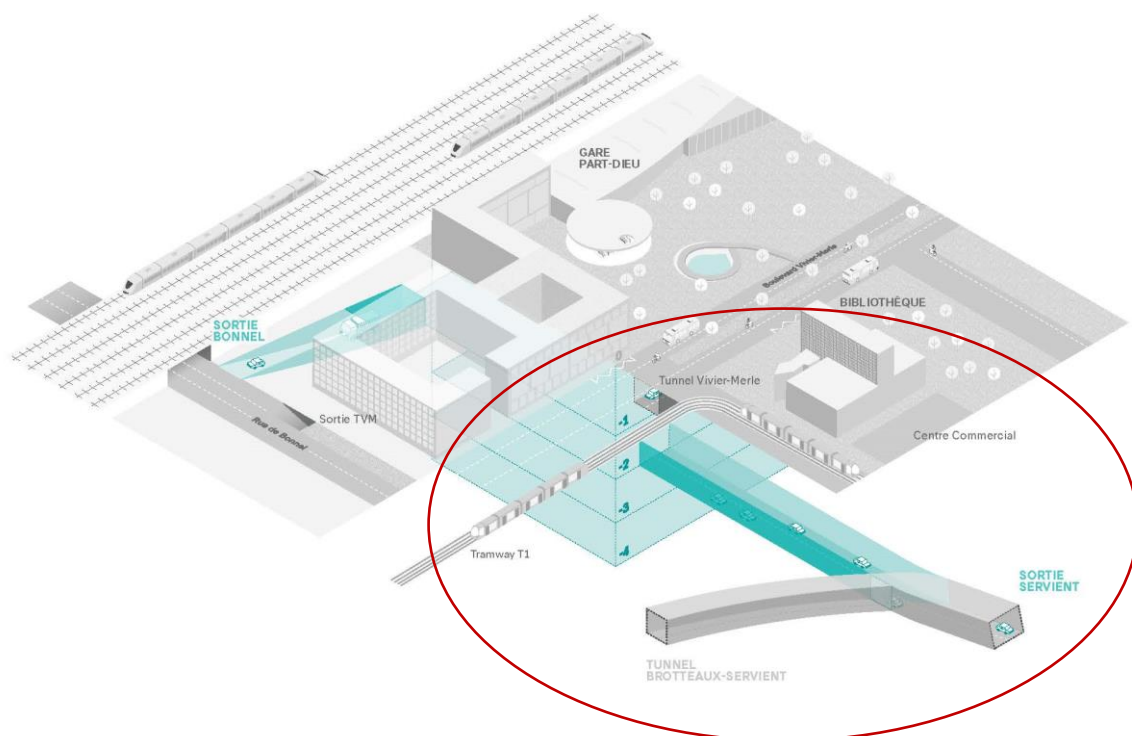 GARE
PART-DIEU
Boulevard Vivier-Merle
BIBLIOTHÈQUE
SORTIE
BONNEL
Tunnel Vivier-Merle
Sortie TVM
Rue de Bonnel
-1
Centre Commercial
-2
-3
-4
Tramway T1
SORTIE
SERVIENT
TUNNEL
BROTTEAUX-SERVIENT